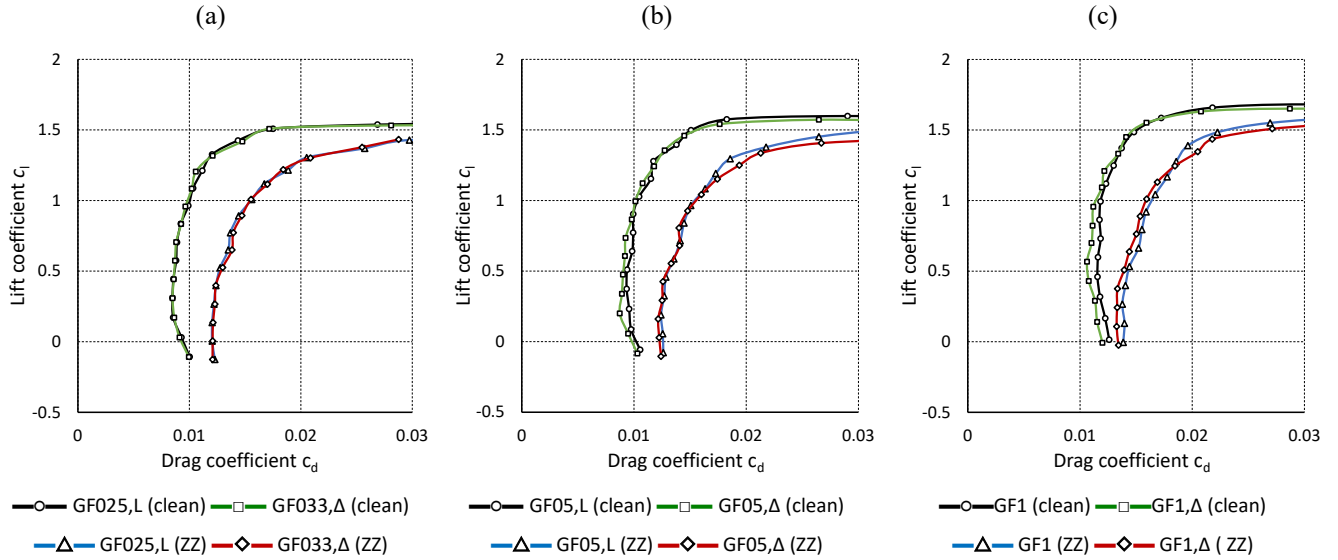 (a)
(b)
(c)
2
1.5
1
0.5
0
-0.5
Lift coefficient c_l
0 0.01 0.02 0.03
Drag coefficient c_d
GF025,L (clean) GF033,Δ (clean)
GF025,L (ZZ) GF033,Δ (ZZ)
2
1.5
1
0.5
0
-0.5
Lift coefficient c_l
0 0.01 0.02 0.03
Drag coefficient c_d
GF05,L (clean) GF05,Δ (clean)
GF05,L (ZZ) GF05,Δ (ZZ)
2
1.5
1
0.5
0
-0.5
Lift coefficient c_l
0 0.01 0.02 0.03
Drag coefficient c_d
GF1 (clean) GF1,Δ (clean)
GF1 (ZZ) GF1,Δ ( ZZ)